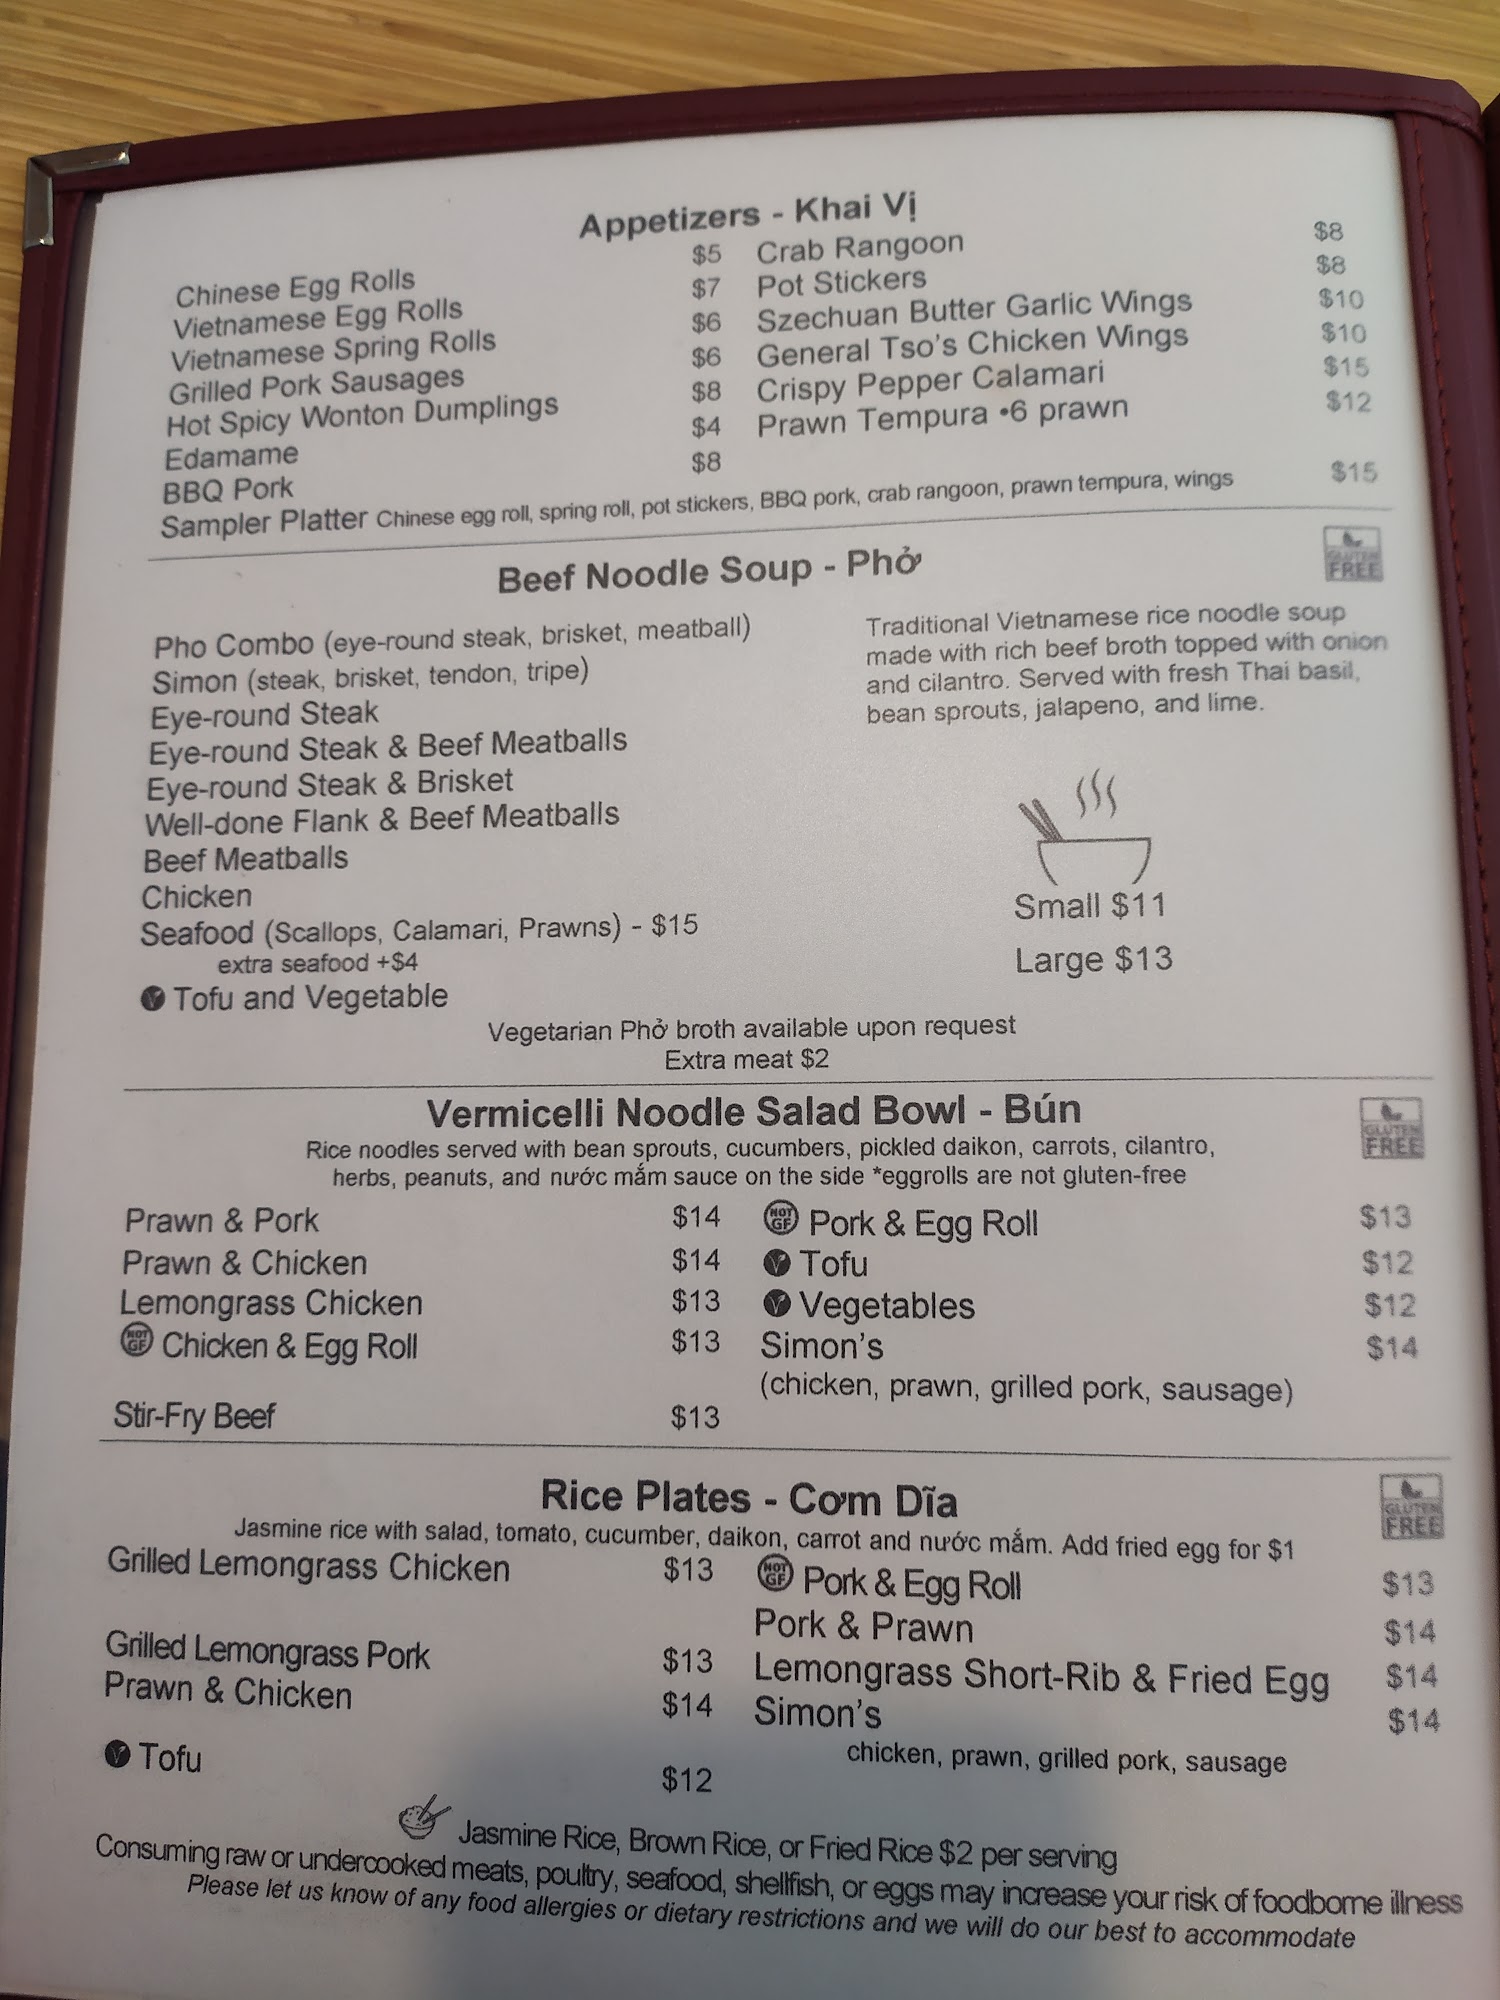 Appetizers - Khai Vị
Chinese Egg Rolls $5
Vietnamese Egg Rolls $7
Vietnamese Spring Rolls $6
Grilled Pork Sausages $6
Hot Spicy Wonton Dumplings $8
Edamame $4
BBQ Pork $8
Crab Rangoon $8
Pot Stickers $8
Szechuan Butter Garlic Wings $10
General Tso's Chicken Wings $10
Crispy Pepper Calamari $15
Prawn Tempura •6 prawn $12
Sampler Platter Chinese egg roll, spring roll, pot stickers, BBQ pork, crab rangoon, prawn tempura, wings $15
Beef Noodle Soup - Phở
GLUTEN
FREE
Pho Combo (eye-round steak, brisket, meatball)
Simon (steak, brisket, tendon, tripe)
Eye-round Steak
Eye-round Steak & Beef Meatballs
Eye-round Steak & Brisket
Well-done Flank & Beef Meatballs
Beef Meatballs
Chicken
Seafood (Scallops, Calamari, Prawns) - $15
extra seafood +$4
V Tofu and Vegetable
Traditional Vietnamese rice noodle soup
made with rich beef broth topped with onion
and cilantro. Served with fresh Thai basil,
bean sprouts, jalapeno, and lime.
Small $11
Large $13
Vegetarian Phở broth available upon request
Extra meat $2
Vermicelli Noodle Salad Bowl - Bún
GLUTEN
FREE
Rice noodles served with bean sprouts, cucumbers, pickled daikon, carrots, cilantro,
herbs, peanuts, and nước mắm sauce on the side *eggrolls are not gluten-free
Prawn & Pork $14
Prawn & Chicken $14
Lemongrass Chicken $13
NOT GF Chicken & Egg Roll $13
Stir-Fry Beef $13
NOT GF Pork & Egg Roll $13
V Tofu $12
V Vegetables $12
Simon's $14
(chicken, prawn, grilled pork, sausage)
Rice Plates - Cơm Dĩa
GLUTEN
FREE
Jasmine rice with salad, tomato, cucumber, daikon, carrot and nước mắm. Add fried egg for $1
Grilled Lemongrass Chicken $13
Grilled Lemongrass Pork $13
Prawn & Chicken $14
V Tofu $12
NOT GF Pork & Egg Roll $13
Pork & Prawn $14
Lemongrass Short-Rib & Fried Egg $14
Simon's $14
chicken, prawn, grilled pork, sausage
Jasmine Rice, Brown Rice, or Fried Rice $2 per serving
Consuming raw or undercooked meats, poultry, seafood, shellfish, or eggs may increase your risk of foodborne illness
Please let us know of any food allergies or dietary restrictions and we will do our best to accommodate